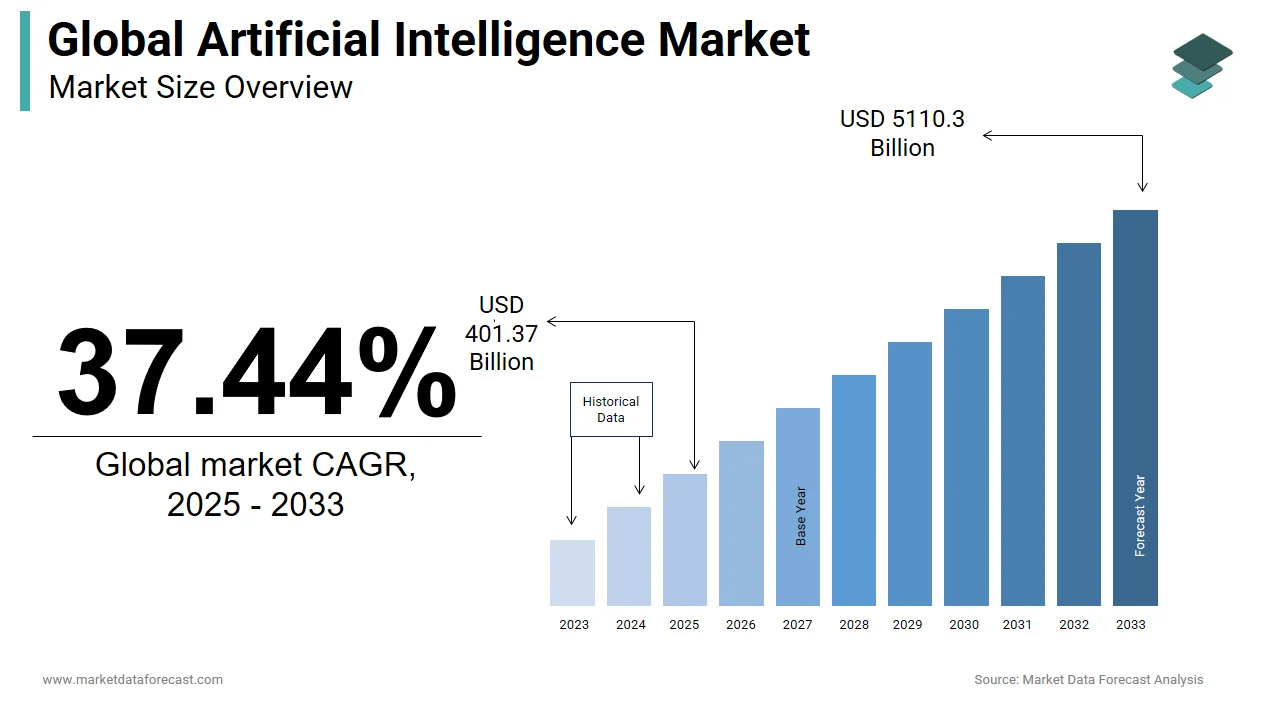 Global Artificial Intelligence Market
Market Size Overview
USD 5110.3
Billion
USD
401.37
Billion
37.44%
Global market CAGR,
2025 - 2033
Historical
Data
Base Year
Forecast Year
2023 2024 2025 2026 2027 2028 2029 2030 2031 2032 2033
www.marketdataforecast.com
Source: Market Data Forecast Analysis